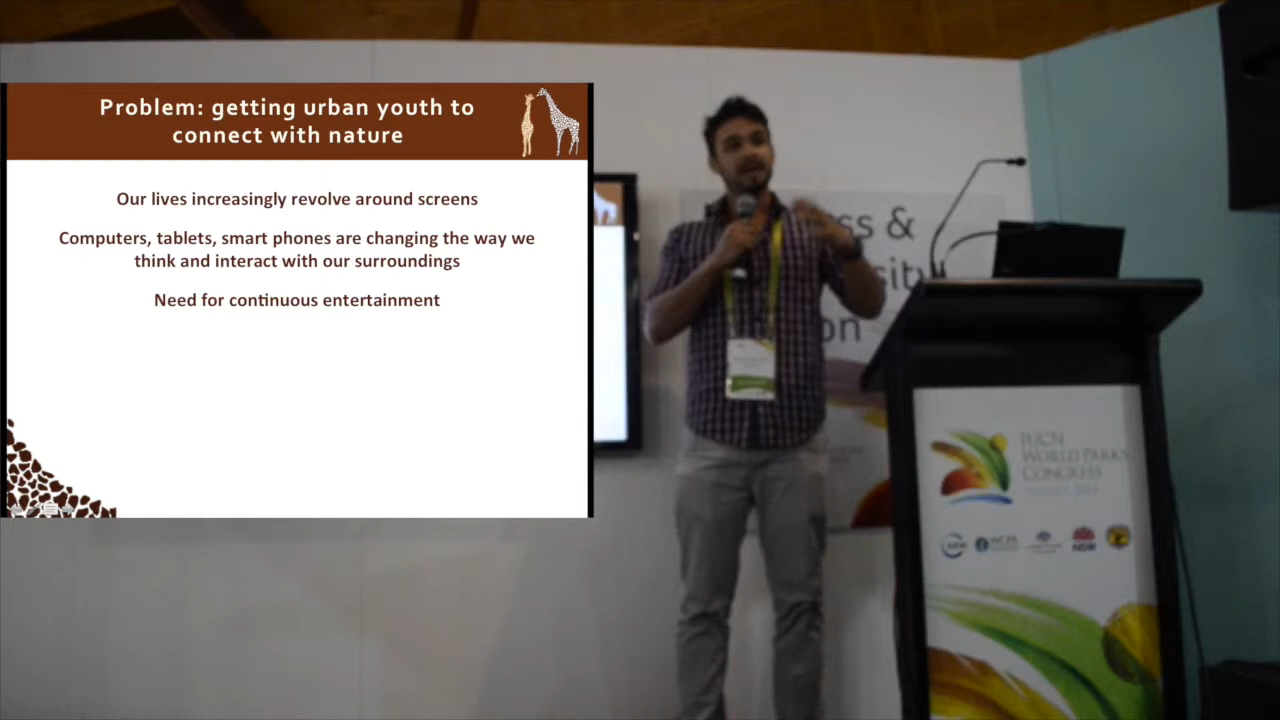 Problem: getting urban youth to
connect with nature
Our lives increasingly revolve around screens
Computers, tablets, smart phones are changing the way we
think and interact with our surroundings
Need for continuous entertainment
&
IUCN
WORLD PARKS
CONGRESS
NSW